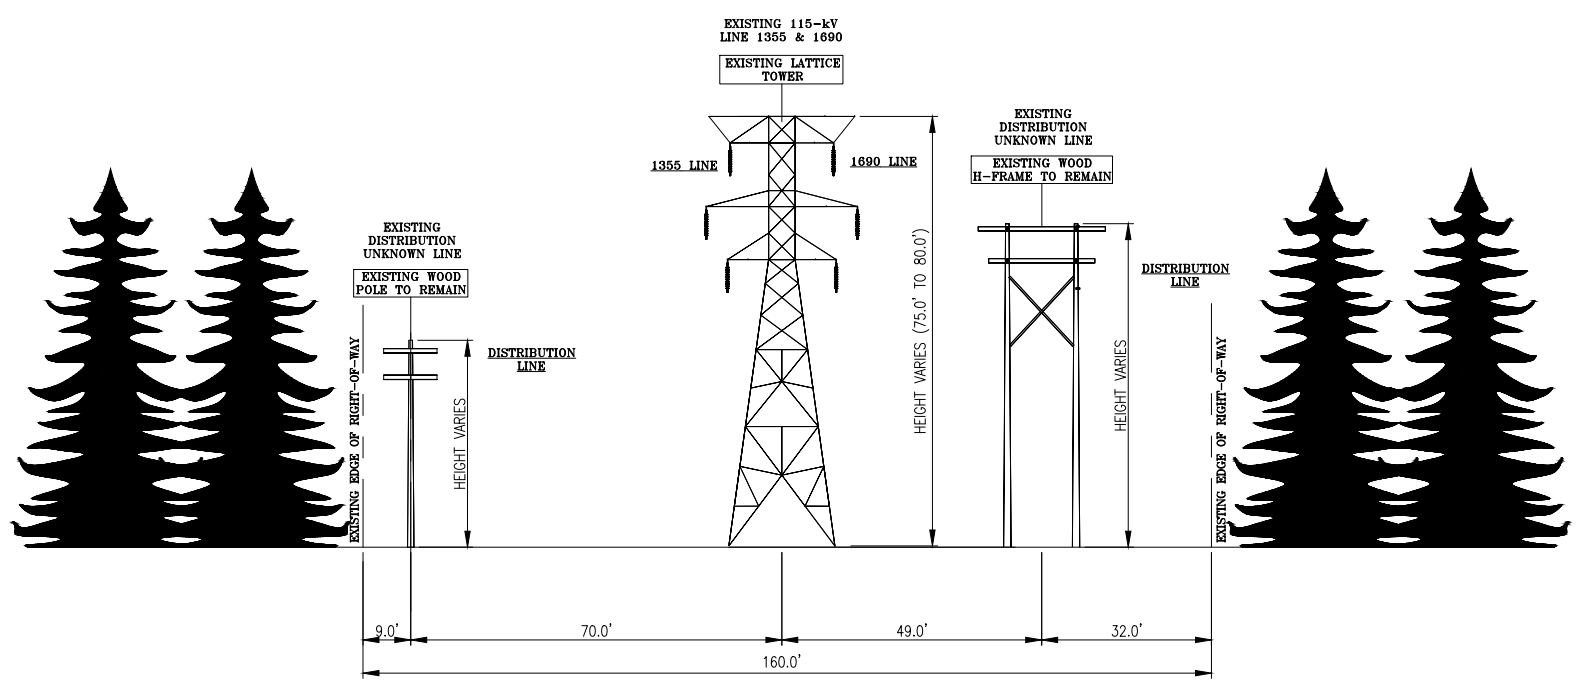 EXISTING 115-kV
LINE 1355 & 1690
EXISTING LATTICE
TOWER
1355 LINE
1690 LINE
HEIGHT VARIES (75.0' TO 80.0')
EXISTING
DISTRIBUTION
UNKNOWN LINE
EXISTING WOOD
H-FRAME TO REMAIN
DISTRIBUTION
LINE
HEIGHT VARIES
EXISTING EDGE OF RIGHT-OF-WAY
EXISTING
DISTRIBUTION
UNKNOWN LINE
EXISTING WOOD
POLE TO REMAIN
DISTRIBUTION
LINE
HEIGHT VARIES
EXISTING EDGE OF RIGHT-OF-WAY
9.0'
70.0'
49.0'
32.0'
160.0'